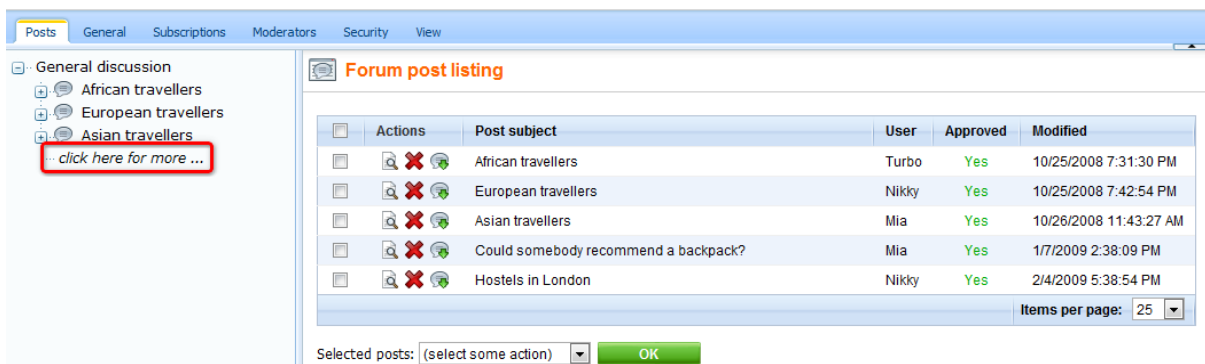 Posts General Subscriptions Moderators Security View
General discussion
African travellers
European travellers
Asian travellers
click here for more ...
Forum post listing
Actions Post subject User Approved Modified
African travellers Turbo Yes 10/25/2008 7:31:30 PM
European travellers Nikky Yes 10/25/2008 7:42:54 PM
Asian travellers Mia Yes 10/26/2008 11:43:27 AM
Could somebody recommend a backpack? Mia Yes 1/7/2009 2:38:09 PM
Hostels in London Nikky Yes 2/4/2009 5:38:54 PM
Items per page: 25
Selected posts: (select some action) OK